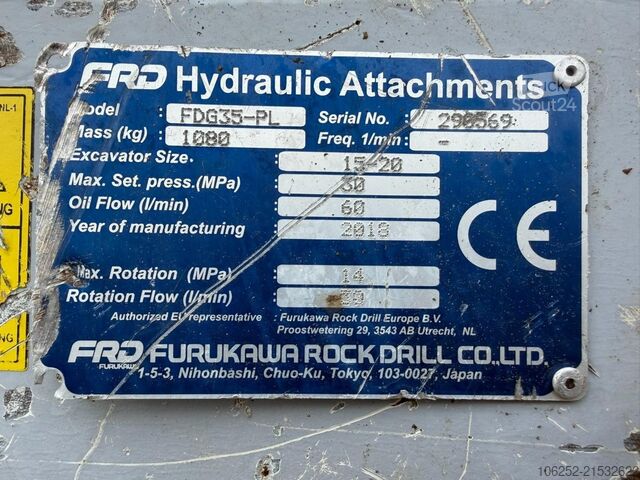 FRD Hydraulic Attachments
Model FDG35-PL Serial No. 290569
Mass (kg) 1080 Freq. 1/min) -
Excavator Size 15-20
Max. Set. press.(MPa) 30
Oil Flow (l/min) 60
Year of manufacturing 2018
CE
Max. Rotation (MPa) 14
Rotation Flow (l/min)
Authorized EU representative : Furukawa Rock Drill Europe B.V.
Proostwetering 29, 3543 AB Utrecht, NL
FRD FURUKAWA FURUKAWA ROCK DRILL CO.,LTD.
1-5-3, Nihonbashi, Chuo-Ku, Tokyo, 103-0027, Japan
Scout24
106252-21532622